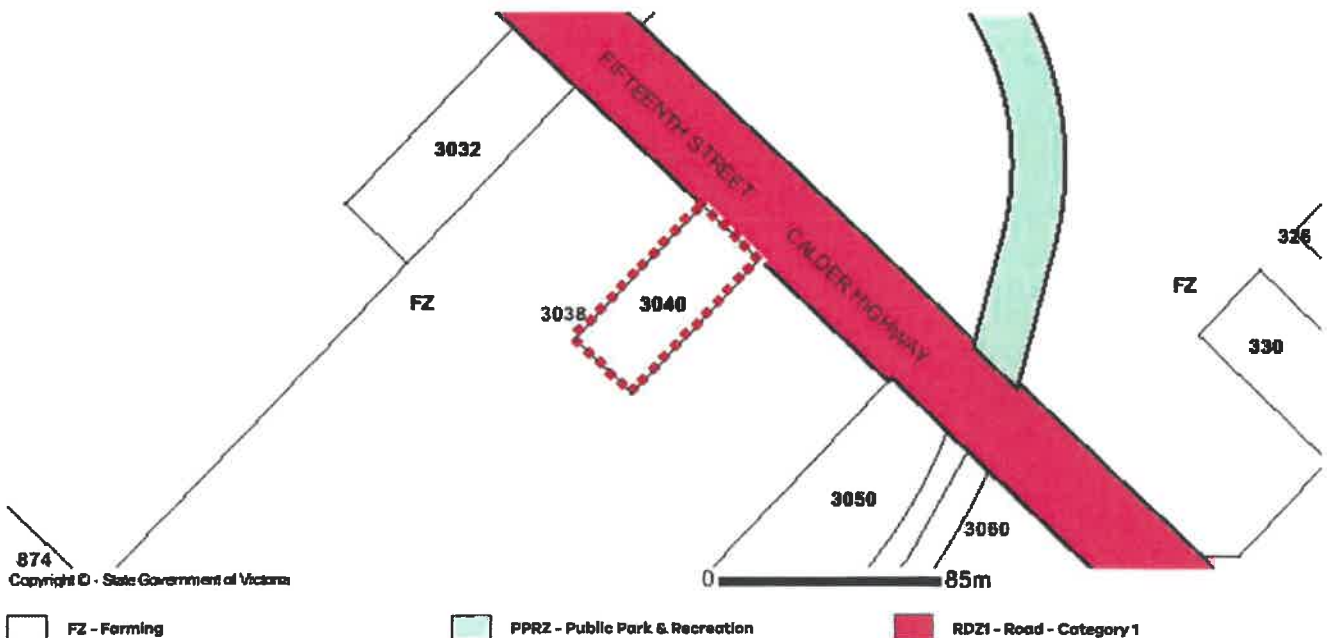 FIFTEENTH STREET
CALDER HIGHWAY
3032
326
FZ
3038
3040
FZ
330
3050
3060
874
Copyright © - State Government of Victoria
0 85m
FZ - Farming
PPRZ - Public Park & Recreation
RDZ1 - Road - Category 1